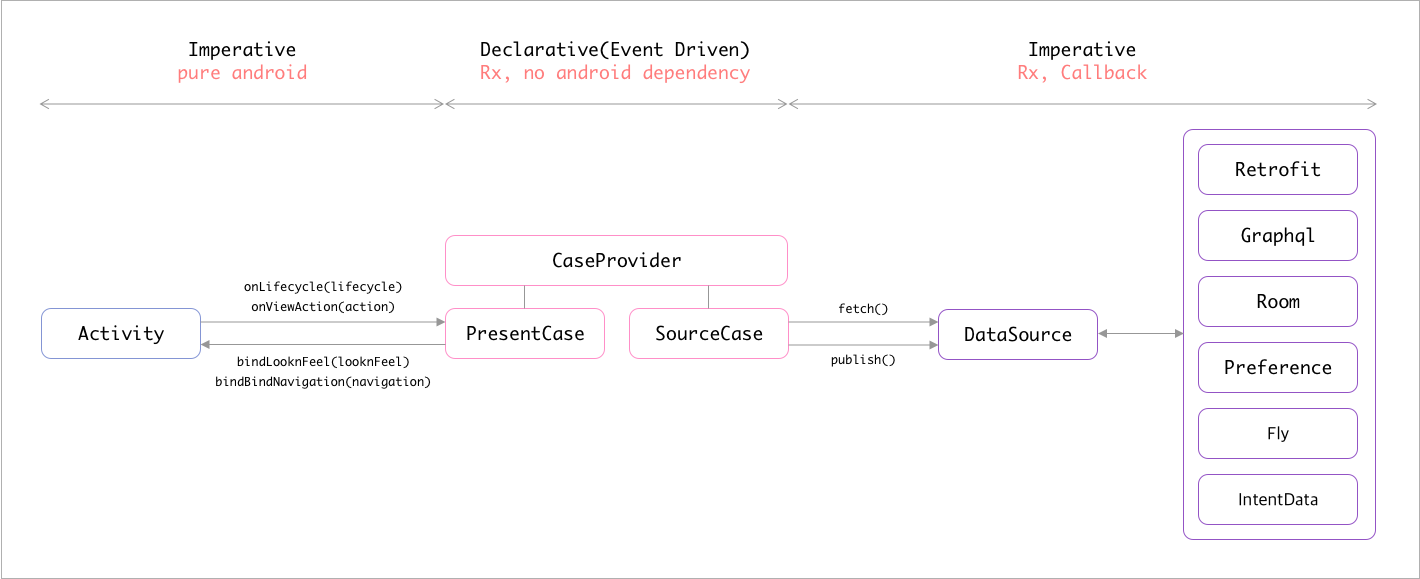 Imperative
pure android
Declarative(Event Driven)
Rx, no android dependency
Imperative
Rx, Callback
CaseProvider
onLifecycle(lifecycle)
onViewAction(action)
Activity
PresentCase
SourceCase
bindLooknFeel(looknFeel)
bindBindNavigation(navigation)
fetch()
publish()
DataSource
Retrofit
Graphql
Room
Preference
Fly
IntentData